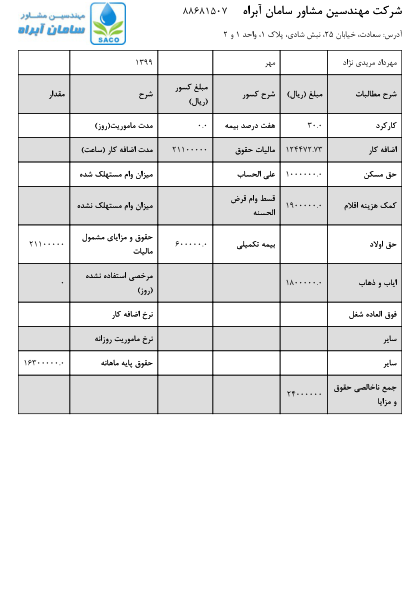 شرکت مهندسین مشاور سامان آبراه ۸۸۶۸۱۵۰۷
مهندسین مشاور
سامان آبراه
SACO
آدرس: سعادت، خیابان ۲۵، نبش شادی، پلاک ۱، واحد ۱ و ۲
مهرداد مریدی نژاد مهر ۱۳۹۹
شرح مطالبات مبلغ (ریال) شرح کسور مبلغ کسور (ریال) شرح مقدار
کارکرد ۳۰.۰ هفت درصد بیمه ۰.۰ مدت ماموریت(روز)
اضافه کار ۱۲۴۴۷۲.۷۳ مالیات حقوق ۲۱۱۰۰۰۰۰ مدت اضافه کار (ساعت)
حق مسکن ۱۰۰۰۰۰۰.۰ علی الحساب میزان وام مستهلک شده
کمک هزینه اقلام ۱۹۰۰۰۰۰.۰ قسط وام قرض الحسنه میزان وام مستهلک نشده
حق اولاد بیمه تکمیلی ۶۰۰۰۰۰.۰ حقوق و مزایای مشمول مالیات ۲۱۱۰۰۰۰۰
ایاب و ذهاب ۱۸۰۰۰۰۰.۰ مرخصی استفاده نشده (روز) ۰
فوق العاده شغل نرخ اضافه کار
سایر نرخ ماموریت روزانه
سایر حقوق پایه ماهانه ۱۶۳۰۰۰۰۰.۰
جمع ناخالصی حقوق و مزایا ۲۴۰۰۰۰۰۰